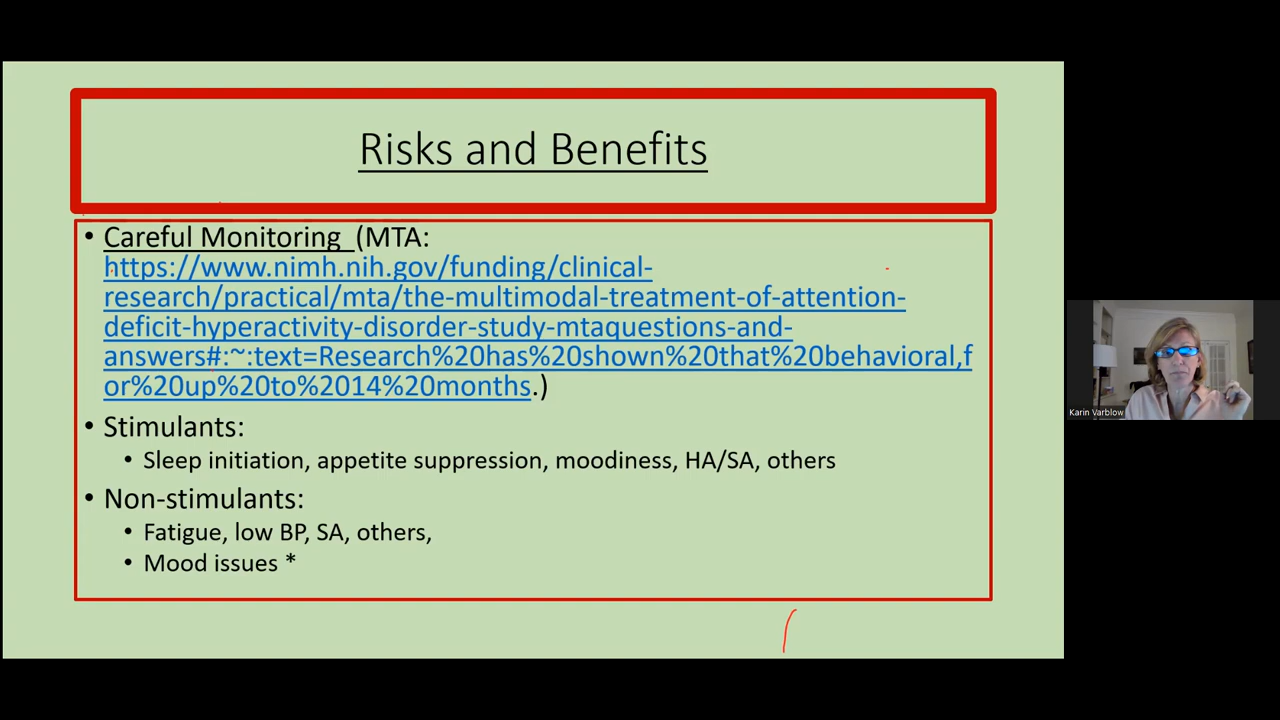 Risks and Benefits
• Careful Monitoring (MTA:
https://www.nimh.nih.gov/funding/clinical-
research/practical/mta/the-multimodal-treatment-of-attention-
deficit-hyperactivity-disorder-study-mtaquestions-and-
answers#:~:text=Research%20has%20shown%20that%20behavioral,f
or%20up%20to%2014%20months.)
• Stimulants:
• Sleep initiation, appetite suppression, moodiness, HA/SA, others
• Non-stimulants:
• Fatigue, low BP, SA, others,
• Mood issues *
Karin Varblow